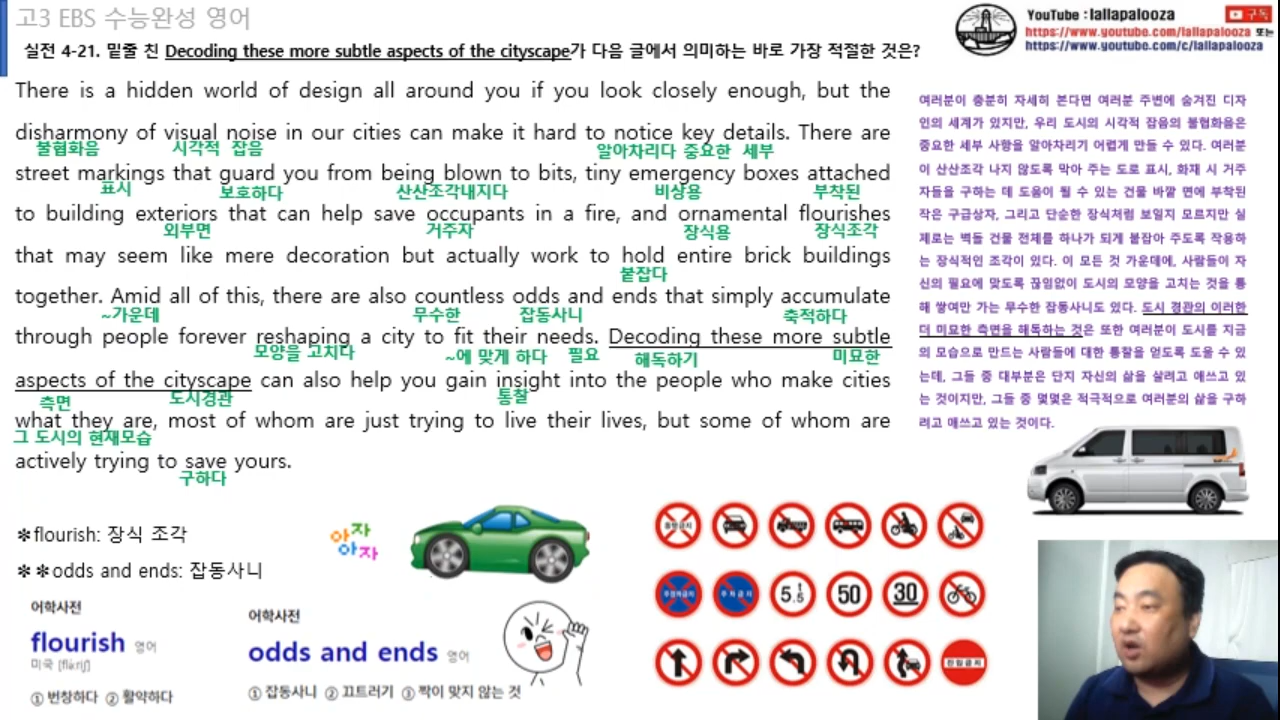 고3 EBS 수능완성 영어
실전 4-21. 밑줄 친 Decoding these more subtle aspects of the cityscape가 다음 글에서 의미하는 바로 가장 적절한 것은?
YouTube : lallapalooza
구독
https://www.youtube.com/lallapalooza 또는
https://www.youtube.com/c/lallapalooza
There is a hidden world of design all around you if you look closely enough, but the
disharmony of visual noise in our cities can make it hard to notice key details. There are
불협화음 시각적 잡음 알아차리다 중요한 세부
street markings that guard you from being blown to bits, tiny emergency boxes attached
표시 보호하다 산산조각내지다 비상용 부착된
to building exteriors that can help save occupants in a fire, and ornamental flourishes
외부면 거주자 장식용 장식조각
that may seem like mere decoration but actually work to hold entire brick buildings
붙잡다
together. Amid all of this, there are also countless odds and ends that simply accumulate
~가운데 무수한 잡동사니 축적하다
through people forever reshaping a city to fit their needs. Decoding these more subtle
모양을 고치다 ~에 맞게 하다 필요 해독하기 미묘한
aspects of the cityscape can also help you gain insight into the people who make cities
측면 도시경관 통찰
what they are, most of whom are just trying to live their lives, but some of whom are
그 도시의 현재모습
actively trying to save yours.
구하다
여러분이 충분히 자세히 본다면 여러분 주변에 숨겨진 디자
인의 세계가 있지만, 우리 도시의 시각적 잡음의 불협화음은
중요한 세부 사항을 알아차리기 어렵게 만들 수 있다. 여러분
이 산산조각 나지 않도록 막아 주는 도로 표시, 화재 시 거주
자들을 구하는 데 도움이 될 수 있는 건물 바깥 면에 부착된
작은 구급상자, 그리고 단순한 장식처럼 보일지 모르지만 실
제로는 벽돌 건물 전체를 하나가 되게 붙잡아 주도록 작용하
는 장식적인 조각이 있다. 이 모든 것 가운데에, 사람들이 자
신의 필요에 맞도록 끊임없이 도시의 모양을 고치는 것을 통
해 쌓여만 가는 무수한 잡동사니도 있다. 도시 경관의 이러한
더 미묘한 측면을 해독하는 것은 또한 여러분이 도시를 지금
의 모습으로 만드는 사람들에 대한 통찰을 얻도록 도울 수 있
는데, 그들 중 대부분은 단지 자신의 삶을 살려고 애쓰고 있
는 것이지만, 그들 중 몇몇은 적극적으로 여러분의 삶을 구하
려고 애쓰고 있는 것이다.
*flourish: 장식 조각
**odds and ends: 잡동사니
아자
아자
어학사전
flourish 영어
미국 [flə́:riʃ]
① 번창하다 ② 활약하다
어학사전
odds and ends 영어
① 잡동사니 ② 끄트러기 ③ 짝이 맞지 않는 것
통행금지
주정차금지 주차금지 5.5 50 30
진입금지